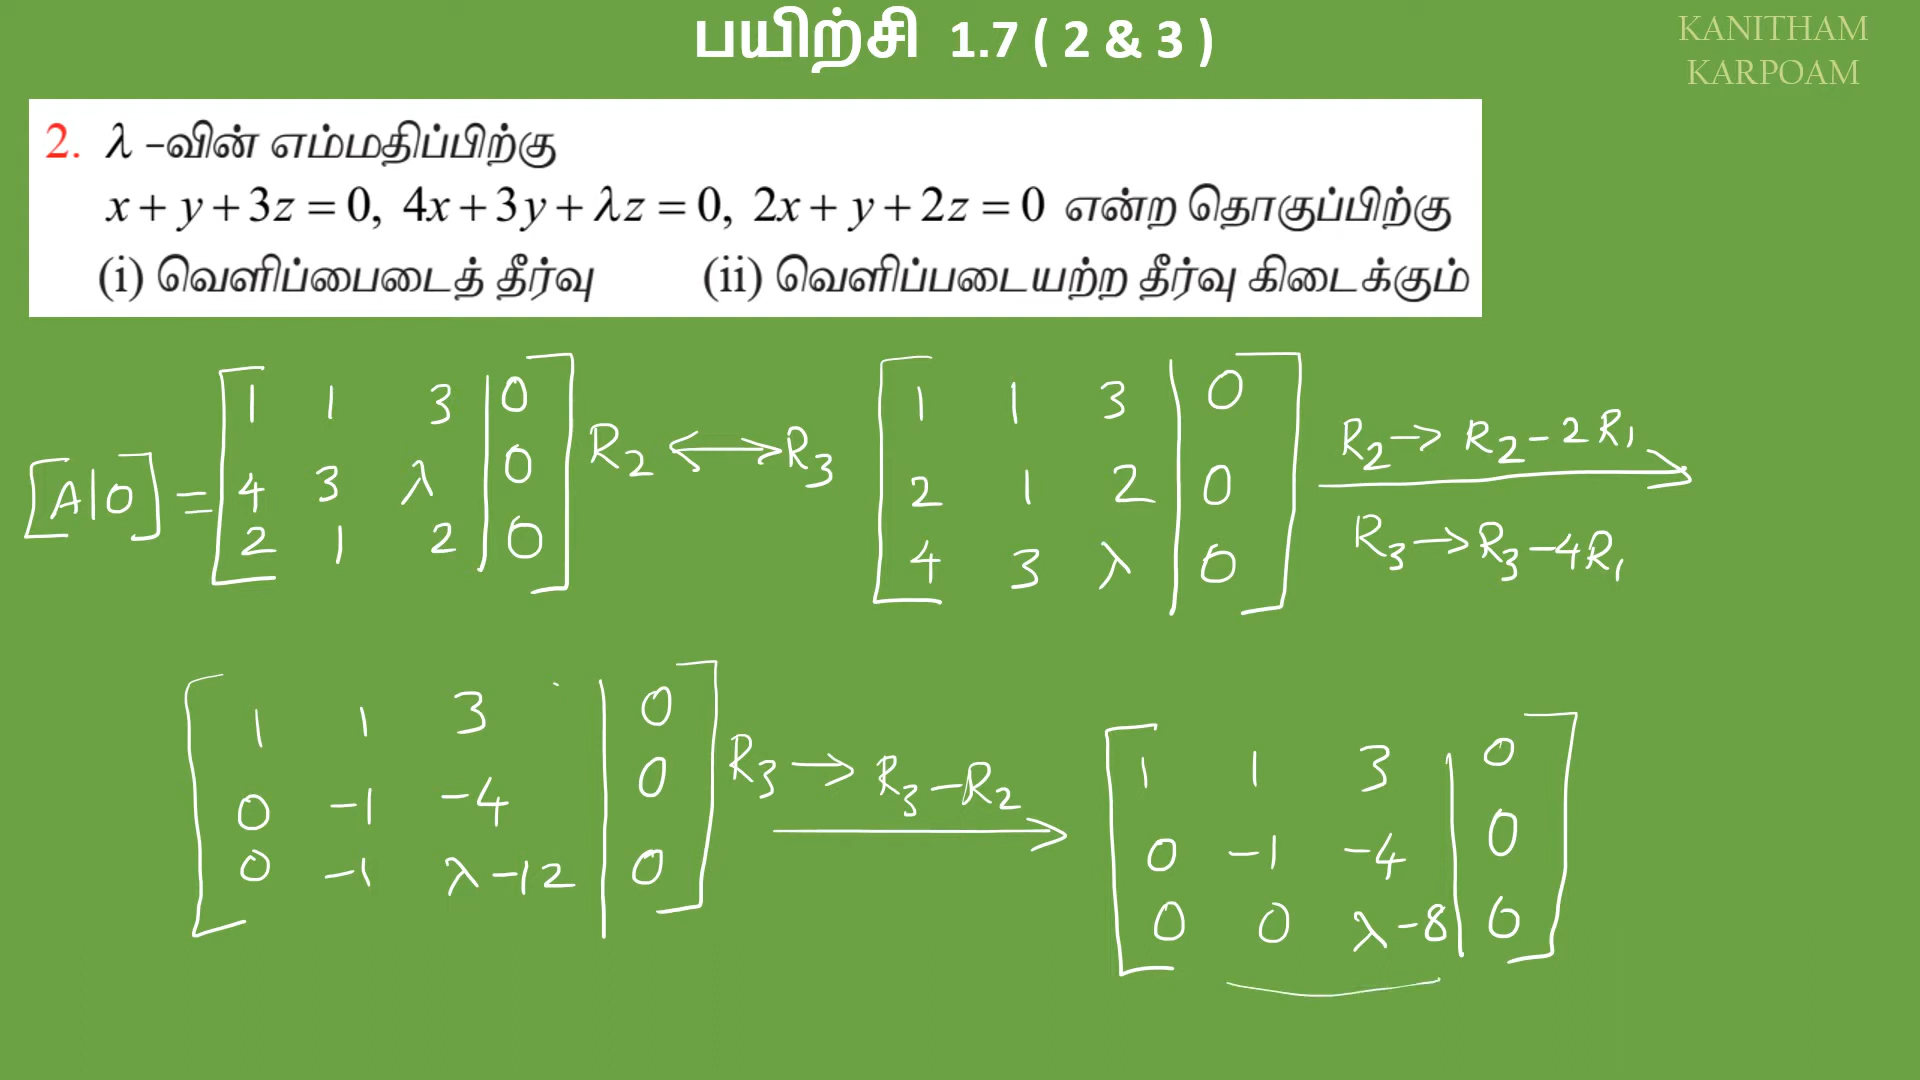 பயிற்சி 1.7 ( 2 & 3 )
KANITHAM
KARPOAM
2. λ -வின் எம்மதிப்பிற்கு
x + y + 3z = 0, 4x + 3y + λz = 0, 2x + y + 2z = 0 என்ற தொகுப்பிற்கு
(i) வெளிப்பபைடைத் தீர்வு (ii) வெளிப்படையற்ற தீர்வு கிடைக்கும்
[A|0] = [1 1 3 | 0
4 3 λ | 0
2 1 2 | 0] R2 ↔ R3
[1 1 3 | 0
2 1 2 | 0
4 3 λ | 0]
R2 → R2 - 2R1
R3 → R3 - 4R1
[1 1 3 | 0
0 -1 -4 | 0
0 -1 λ-12 | 0]
R3 → R3 - R2
[1 1 3 | 0
0 -1 -4 | 0
0 0 λ-8 | 0]